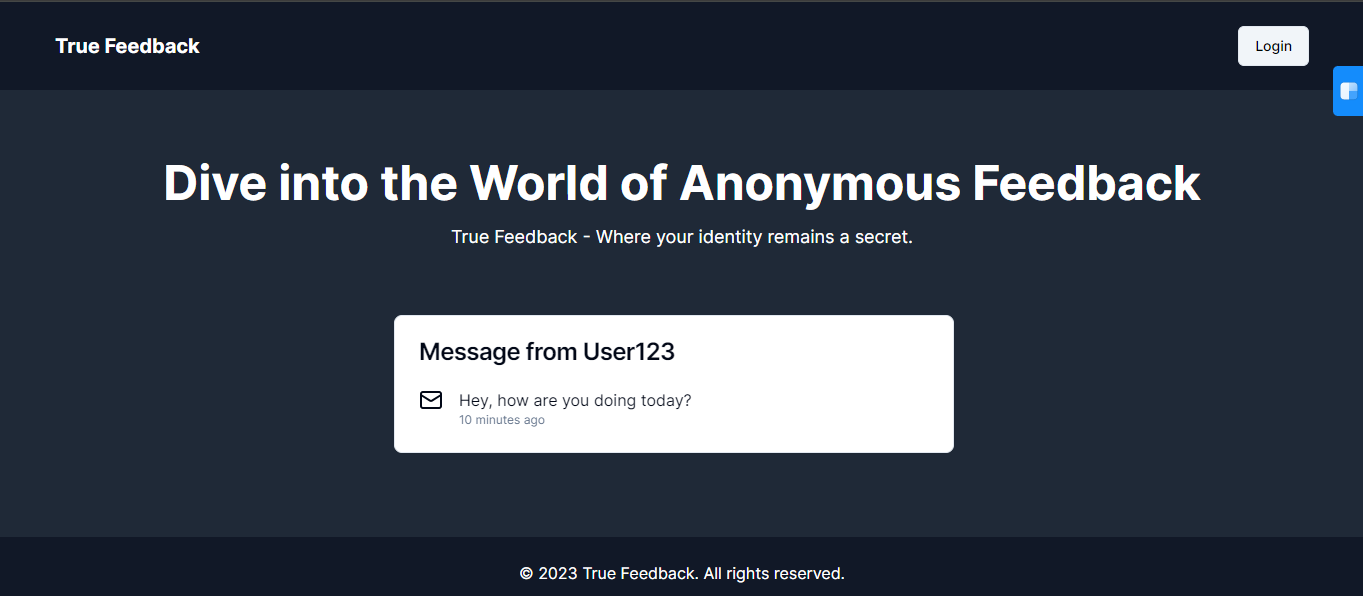 True Feedback
Login
Dive into the World of Anonymous Feedback
True Feedback - Where your identity remains a secret.
Message from User123
Hey, how are you doing today?
10 minutes ago
© 2023 True Feedback. All rights reserved.